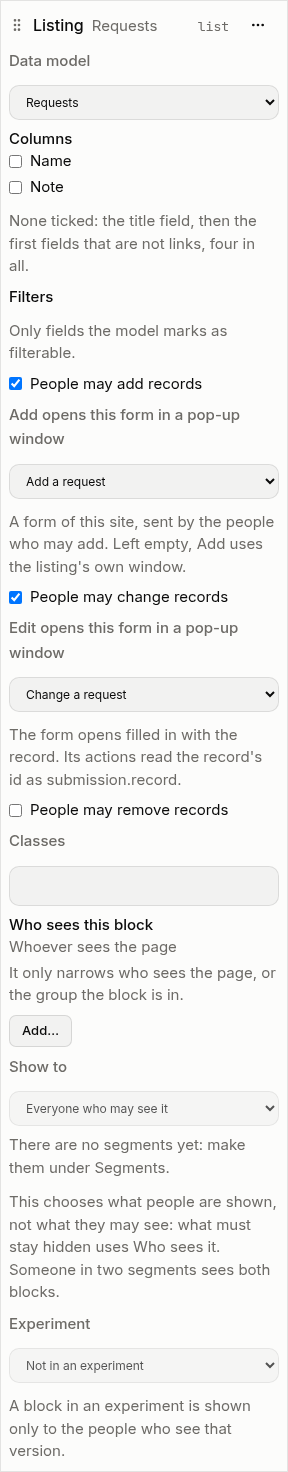 Listing Requests list ...
Data model
Requests
Columns
Name
Note
None ticked: the title field, then the
first fields that are not links, four in
all.
Filters
Only fields the model marks as
filterable.
People may add records
Add opens this form in a pop-up
window
Add a request
A form of this site, sent by the people
who may add. Left empty, Add uses
the listing's own window.
People may change records
Edit opens this form in a pop-up
window
Change a request
The form opens filled in with the
record. Its actions read the record's
id as submission.record.
People may remove records
Classes
Who sees this block
Whoever sees the page
It only narrows who sees the page, or
the group the block is in.
Add...
Show to
Everyone who may see it
There are no segments yet: make
them under Segments.
This chooses what people are shown,
not what they may see: what must
stay hidden uses Who sees it.
Someone in two segments sees both
blocks.
Experiment
Not in an experiment
A block in an experiment is shown
only to the people who see that
version.